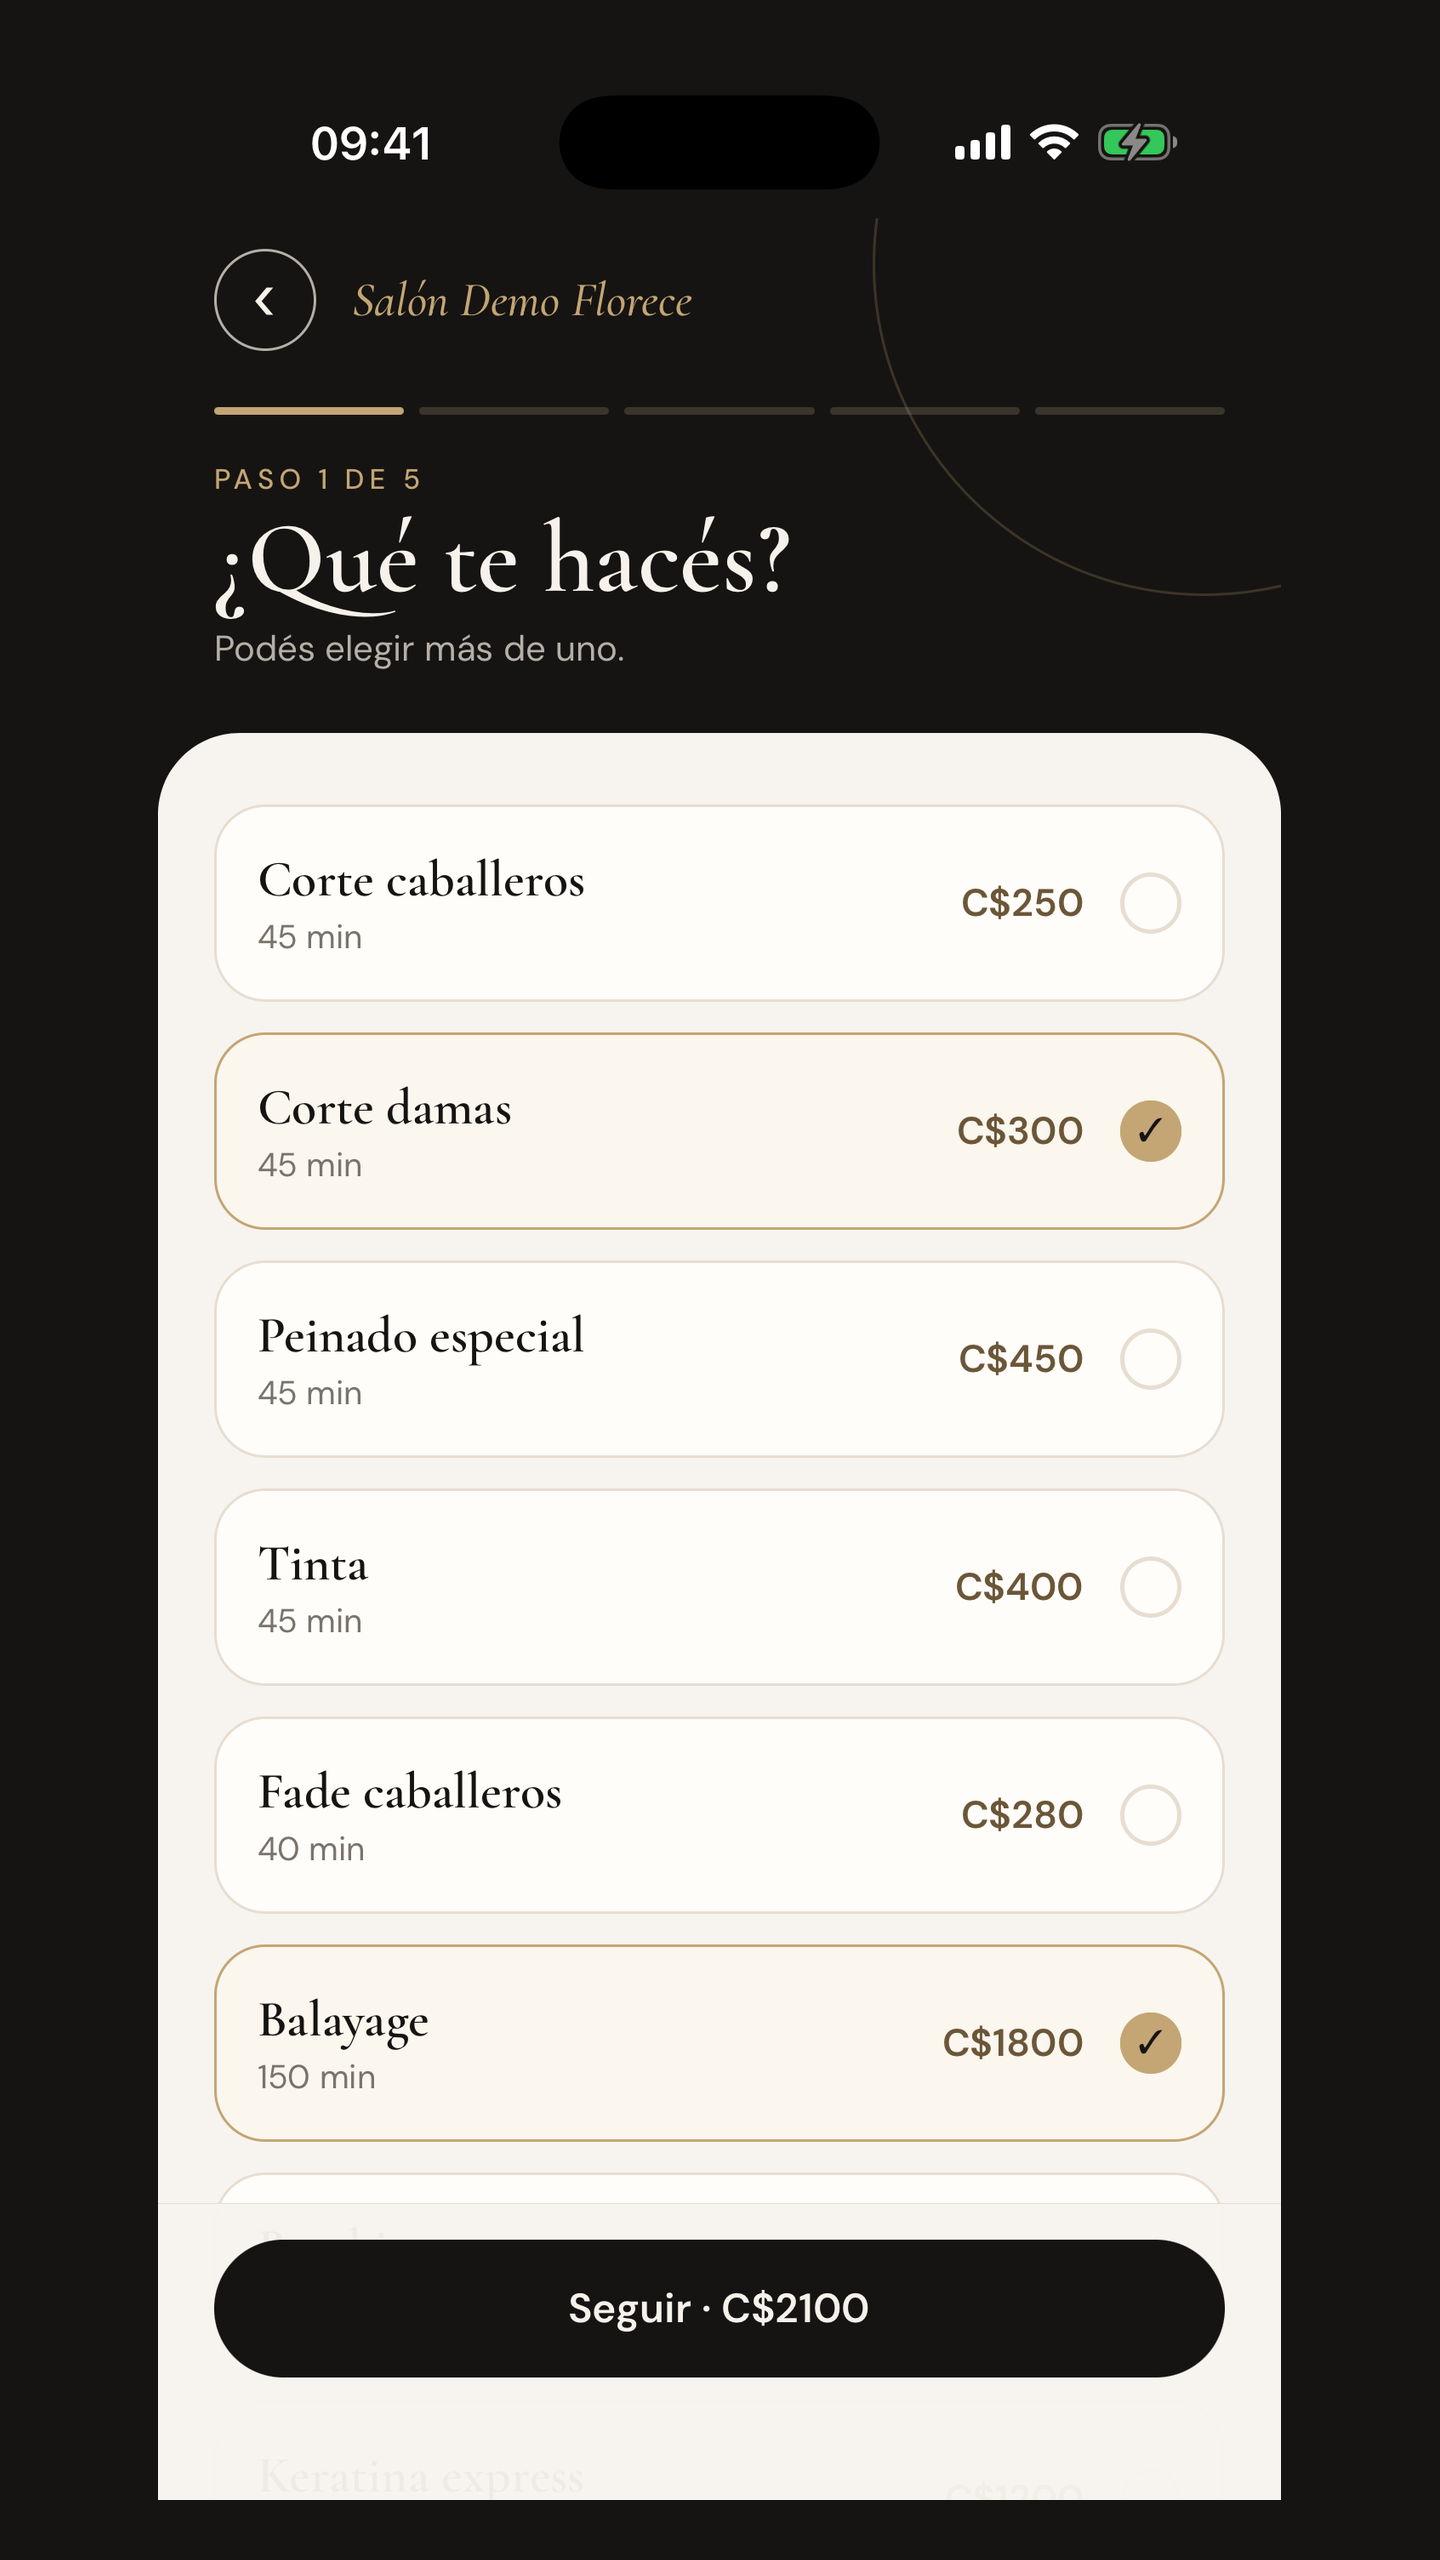 09:41
Salón Demo Florece
PASO 1 DE 5
¿Qué te hacés?
Podés elegir más de uno.
Corte caballeros
45 min
C$250
Corte damas
45 min
C$300
✓
Peinado especial
45 min
C$450
Tinta
45 min
C$400
Fade caballeros
40 min
C$280
Balayage
150 min
C$1800
✓
Seguir · C$2100
Keratina express
C$1200